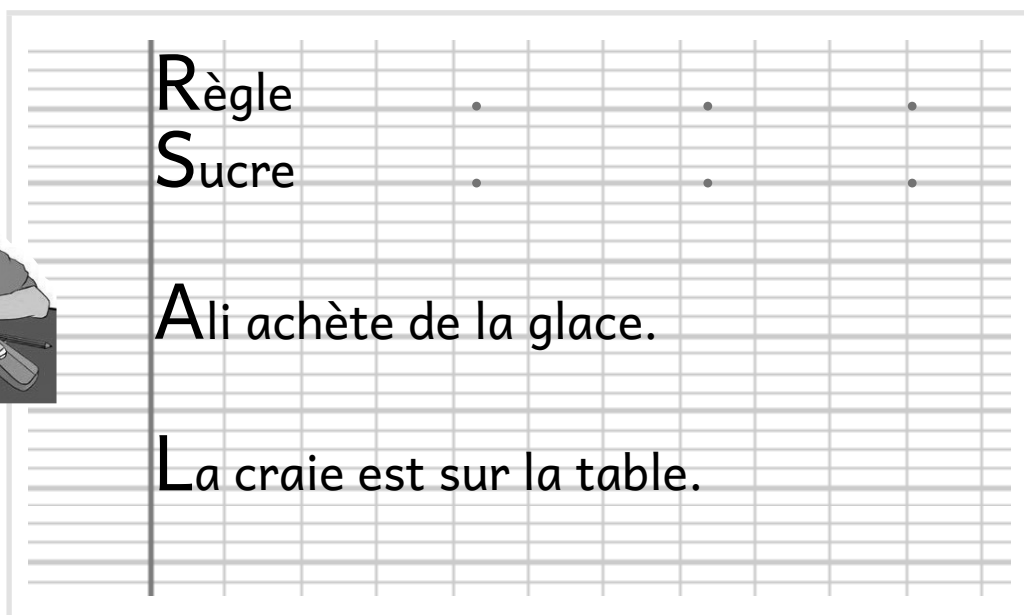 Règle . . .
Sucre . . .
Ali achète de la glace.
La craie est sur la table.